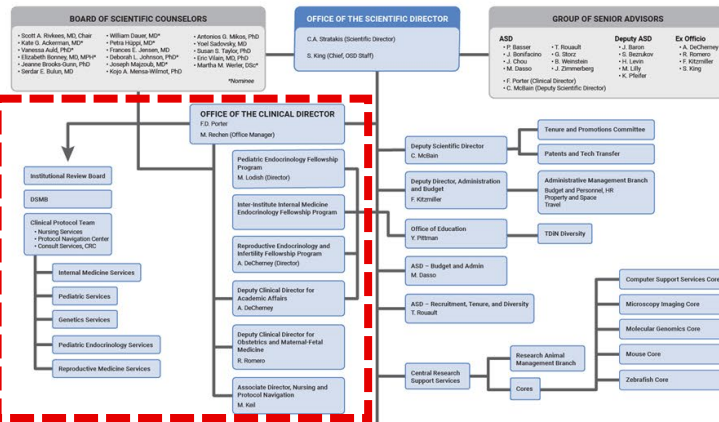 BOARD OF SCIENTIFIC COUNSELORS
• Scott A. Rivkees, MD, Chair
• Kate G. Ackerman, MD*
• Vanessa Auld, PhD*
• Elizabeth Bonney, MD, MPH*
• Jeanne Brooks-Gunn, PhD
• Serdar E. Bulun, MD
• William Dauer, MD*
• Petra Hüppi, MD*
• Frances E. Jensen, MD
• Deborah L. Johnson, PhD*
• Joseph Majzoub, MD*
• Kojo A. Mensa-Wilmot, PhD
• Antonios G. Mikos, PhD
• Yoel Sadovsky, MD
• Susan S. Taylor, PhD
• Eric Vilain, MD, PhD
• Martha M. Werler, DSc*
*Nominee
OFFICE OF THE SCIENTIFIC DIRECTOR
C.A. Stratakis (Scientific Director)
S. King (Chief, OSD Staff)
GROUP OF SENIOR ADVISORS
ASD
• P. Basser
• J. Bonifacino
• J. Chou
• M. Dasso
• T. Rouault
• G. Storz
• B. Weinstein
• J. Zimmerberg
• F. Porter (Clinical Director)
• C. McBain (Deputy Scientific Director)
Deputy ASD
• J. Baron
• S. Bezrukov
• H. Levin
• M. Lilly
• K. Pfeifer
Ex Officio
• A. DeCherney
• R. Romero
• F. Kitzmiller
• S. King
OFFICE OF THE CLINICAL DIRECTOR
F.D. Porter
M. Rechen (Office Manager)
Institutional Review Board
DSMB
Clinical Protocol Team
• Nursing Services
• Protocol Navigation Center
• Consult Services, CRC
Internal Medicine Services
Pediatric Services
Genetics Services
Pediatric Endocrinology Services
Reproductive Medicine Services
Pediatric Endocrinology Fellowship
Program
M. Lodish (Director)
Inter-Institute Internal Medicine
Endocrinology Fellowship Program
Reproductive Endocrinology and
Infertility Fellowship Program
A. DeCherney (Director)
Deputy Clinical Director for
Academic Affairs
A. DeCherney
Deputy Clinical Director for
Obstetrics and Maternal-Fetal
Medicine
R. Romero
Associate Director, Nursing and
Protocol Navigation
M. Keil
Deputy Scientific Director
C. McBain
Deputy Director, Administration
and Budget
F. Kitzmiller
Office of Education
Y. Pittman
ASD – Budget and Admin
M. Dasso
ASD – Recruitment, Tenure, and Diversity
T. Rouault
Central Research
Support Services
Tenure and Promotions Committee
Patents and Tech Transfer
Administrative Management Branch
Budget and Personnel, HR
Property and Space
Travel
TDiN Diversity
Research Animal
Management Branch
Cores
Computer Support Services Core
Microscopy Imaging Core
Molecular Genomics Core
Mouse Core
Zebrafish Core